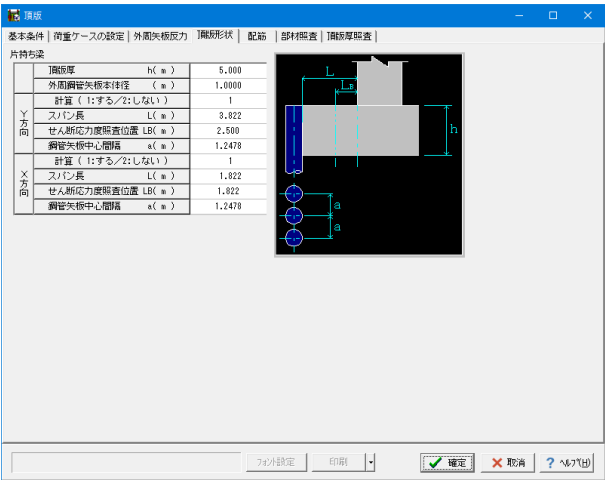 頂版
基本条件 荷重ケースの設定 外周矢板反力 頂版形状 配筋 部材照査 頂版厚照査
片持ち梁
頂版厚 h( m ) 5.000
外周鋼管矢板本体径 ( m ) 1.0000
Y方向
計算 ( 1:する/2:しない ) 1
スパン長 L( m ) 3.822
せん断応力度照査位置 LB( m ) 2.500
鋼管矢板中心間隔 a( m ) 1.2478
X方向
計算 ( 1:する/2:しない ) 1
スパン長 L( m ) 1.822
せん断応力度照査位置 LB( m ) 1.822
鋼管矢板中心間隔 a( m ) 1.2478
L
LB
h
a
a
フォント設定 印刷 確定 取消 ヘルプ(H)